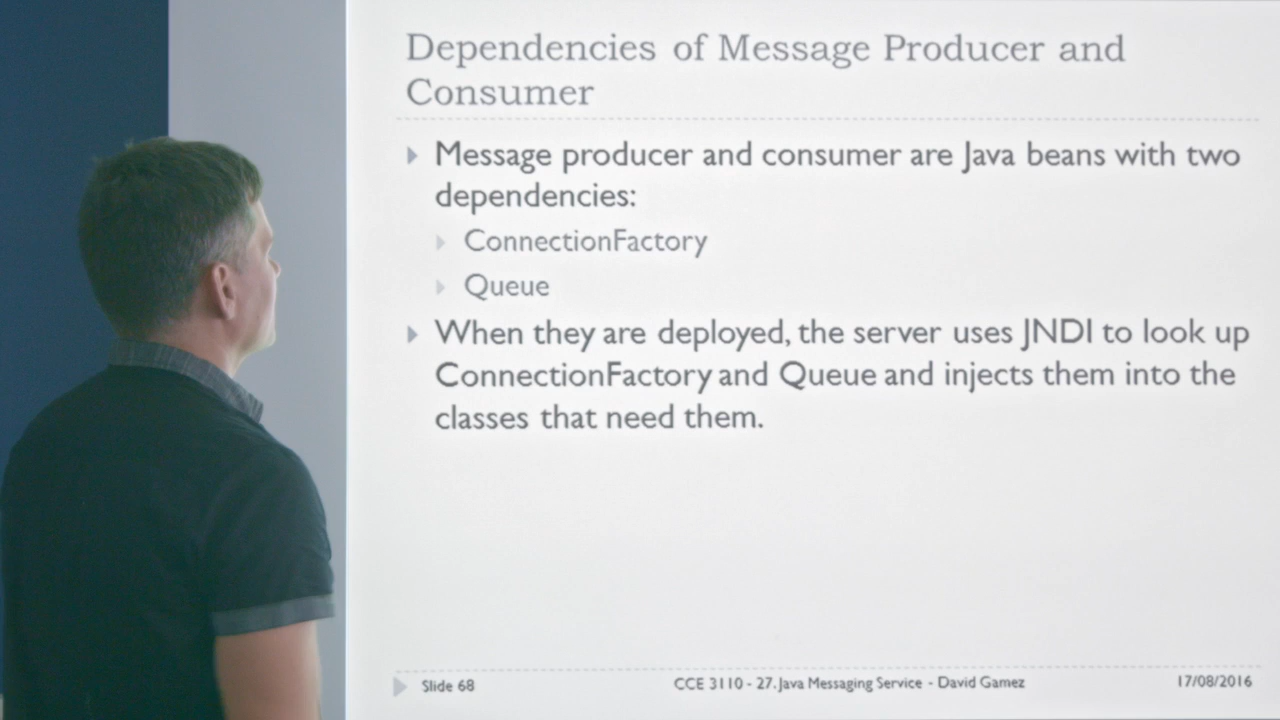 Dependencies of Message Producer and
Consumer
Message producer and consumer are Java beans with two
dependencies:
ConnectionFactory
Queue
When they are deployed, the server uses JNDI to look up
ConnectionFactory and Queue and injects them into the
classes that need them.
Slide 68
CCE 3110 - 27. Java Messaging Service - David Gamez
17/08/2016